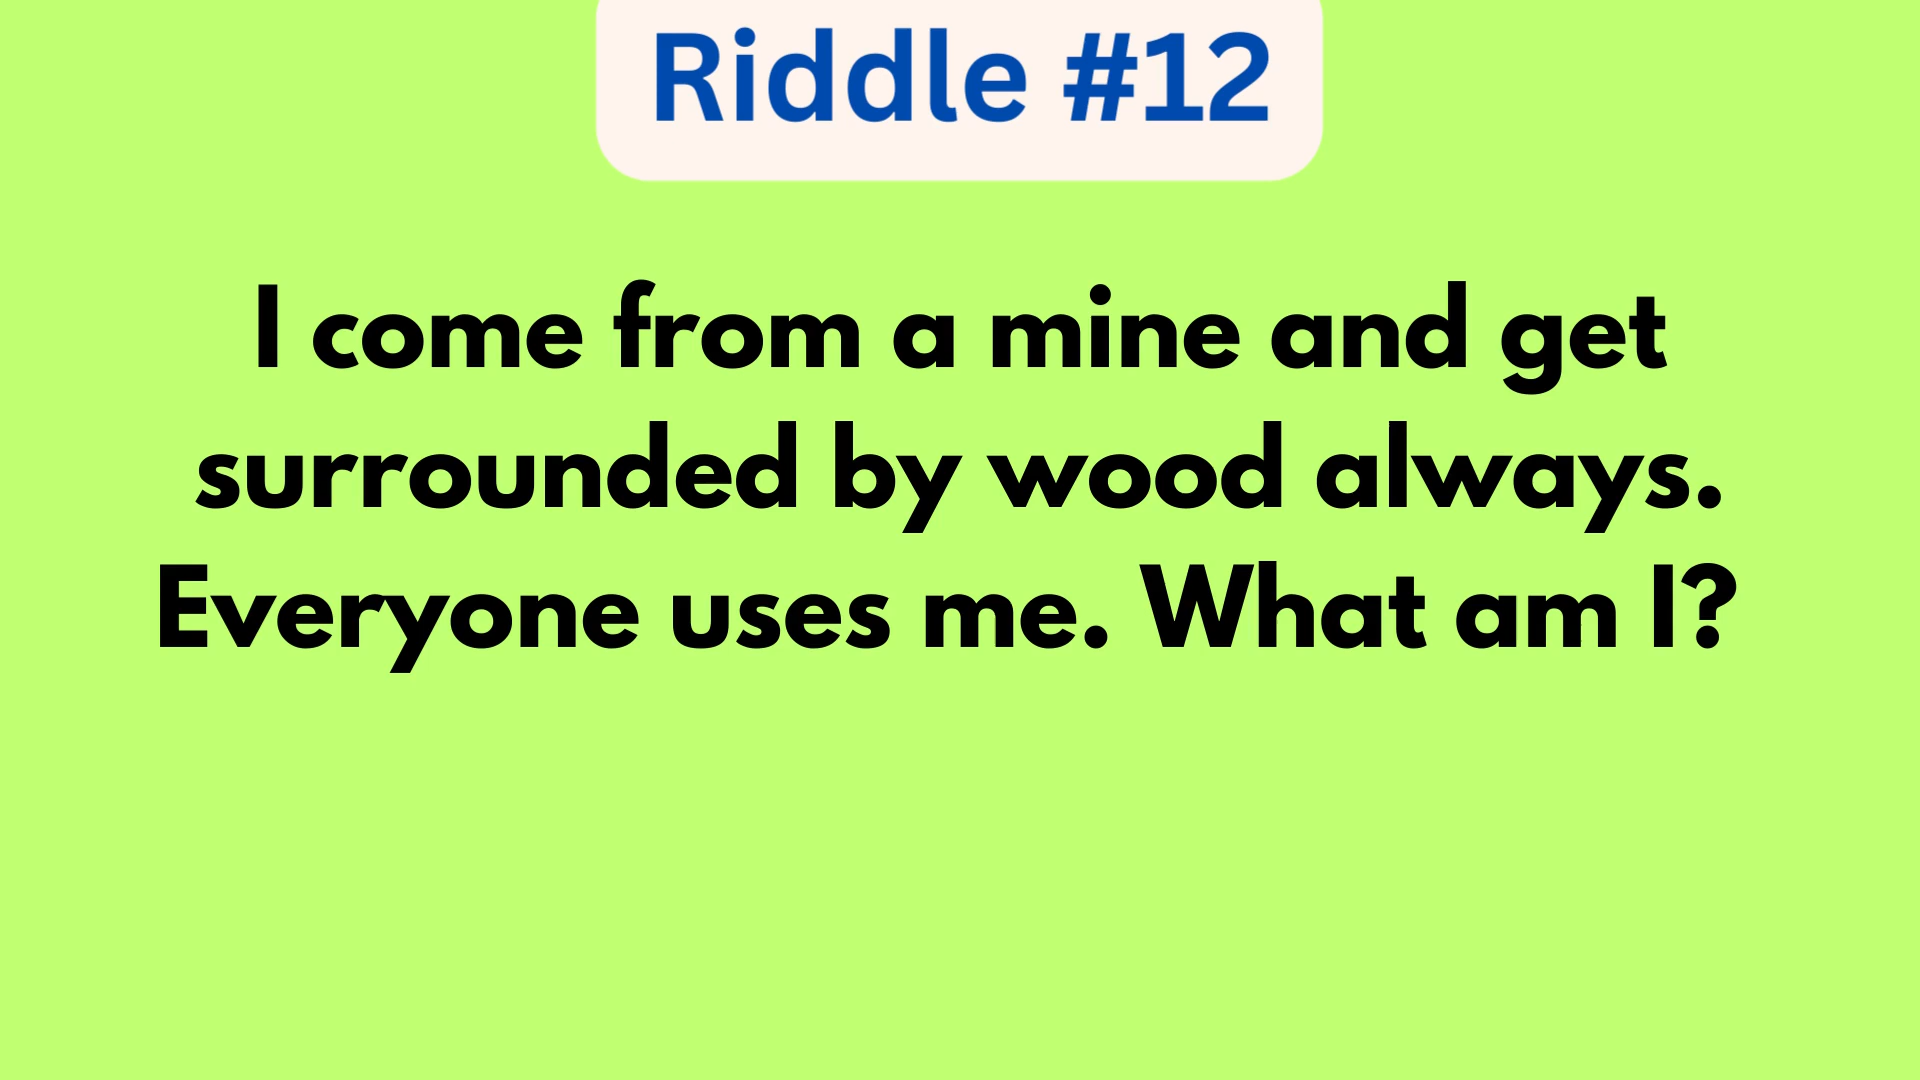 Riddle #12
I come from a mine and get
surrounded by wood always.
Everyone uses me. What am I?